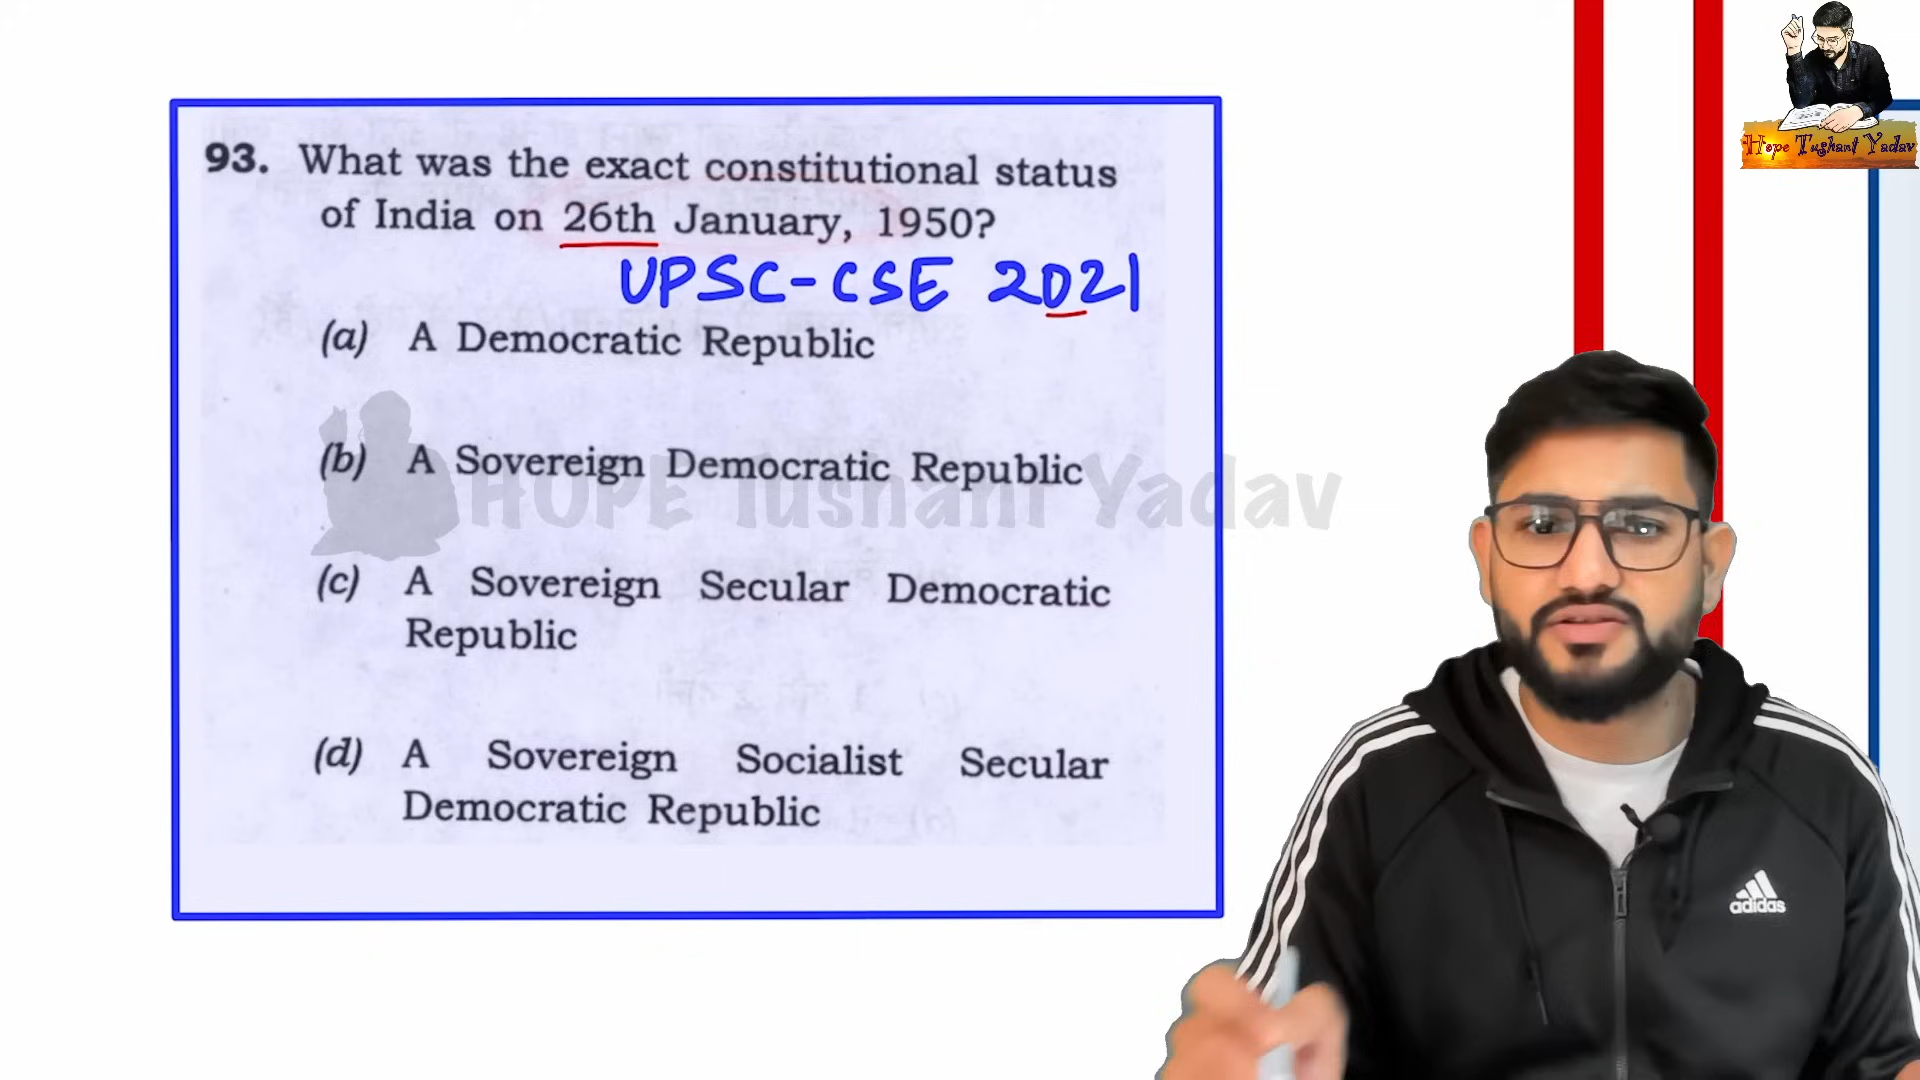 Hope Tushant Yadav
93. What was the exact constitutional status
of India on 26th January, 1950?
UPSC-CSE 2021
(a) A Democratic Republic
(b) A Sovereign Democratic Republic
HOPE Tushant Yadav
(c) A Sovereign Secular Democratic
Republic
(d) A Sovereign Socialist Secular
Democratic Republic
adidas